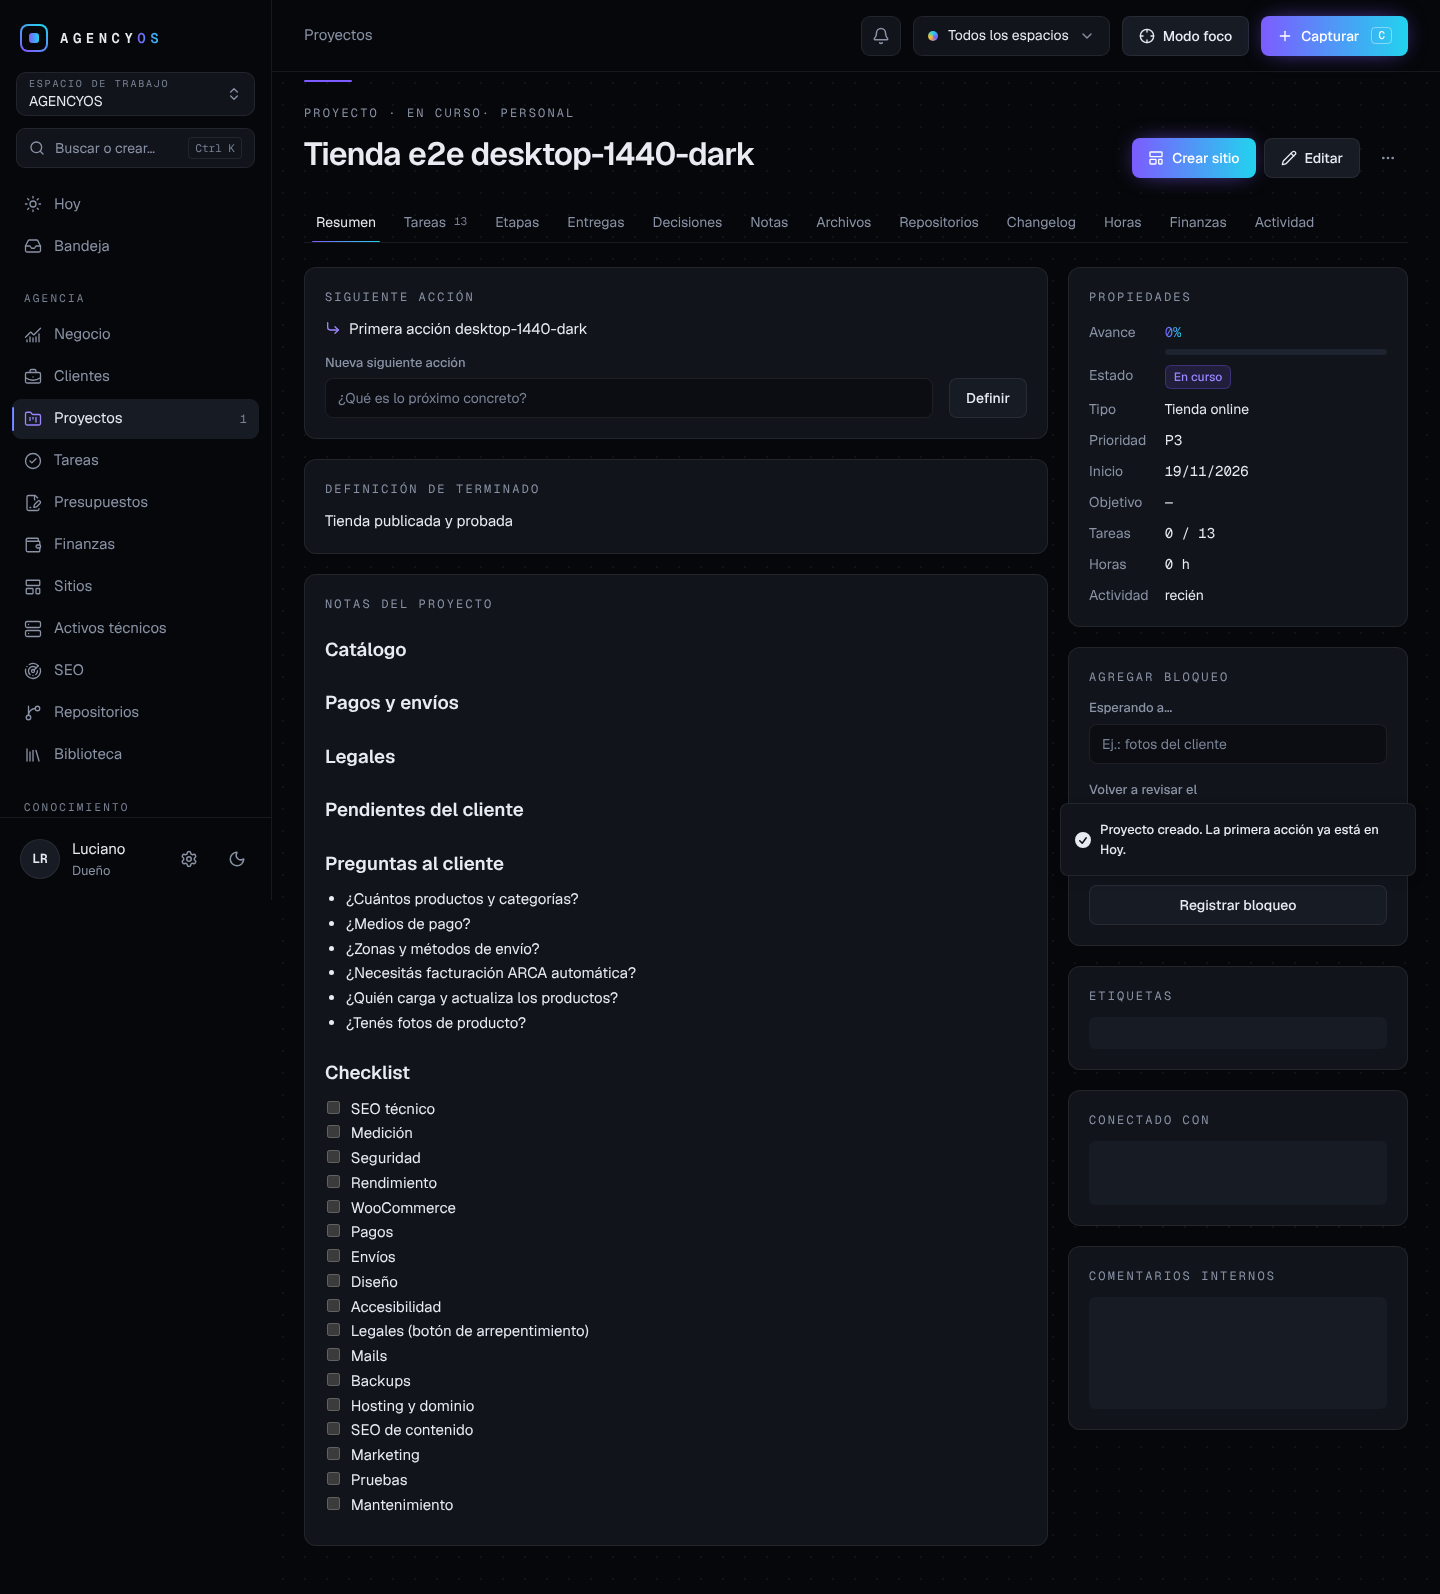 AGENCYOS
ESPACIO DE TRABAJO
AGENCYOS
Buscar o crear... Ctrl K
Hoy
Bandeja
AGENCIA
Negocio
Clientes
Proyectos 1
Tareas
Presupuestos
Finanzas
Sitios
Activos técnicos
SEO
Repositorios
Biblioteca
CONOCIMIENTO
LR
Luciano
Dueño
Proyectos
Todos los espacios
Modo foco
Capturar C
PROYECTO · EN CURSO· PERSONAL
Tienda e2e desktop-1440-dark
Crear sitio
Editar
Resumen Tareas 13 Etapas Entregas Decisiones Notas Archivos Repositorios Changelog Horas Finanzas Actividad
SIGUIENTE ACCIÓN
Primera acción desktop-1440-dark
Nueva siguiente acción
¿Qué es lo próximo concreto?
Definir
DEFINICIÓN DE TERMINADO
Tienda publicada y probada
NOTAS DEL PROYECTO
Catálogo
Pagos y envíos
Legales
Pendientes del cliente
Preguntas al cliente
• ¿Cuántos productos y categorías?
• ¿Medios de pago?
• ¿Zonas y métodos de envío?
• ¿Necesitás facturación ARCA automática?
• ¿Quién carga y actualiza los productos?
• ¿Tenés fotos de producto?
Checklist
SEO técnico
Medición
Seguridad
Rendimiento
WooCommerce
Pagos
Envíos
Diseño
Accesibilidad
Legales (botón de arrepentimiento)
Mails
Backups
Hosting y dominio
SEO de contenido
Marketing
Pruebas
Mantenimiento
PROPIEDADES
Avance 0%
Estado En curso
Tipo Tienda online
Prioridad P3
Inicio 19/11/2026
Objetivo —
Tareas 0 / 13
Horas 0 h
Actividad recién
AGREGAR BLOQUEO
Esperando a...
Ej.: fotos del cliente
Volver a revisar el
Proyecto creado. La primera acción ya está en
Hoy.
Registrar bloqueo
ETIQUETAS
CONECTADO CON
COMENTARIOS INTERNOS